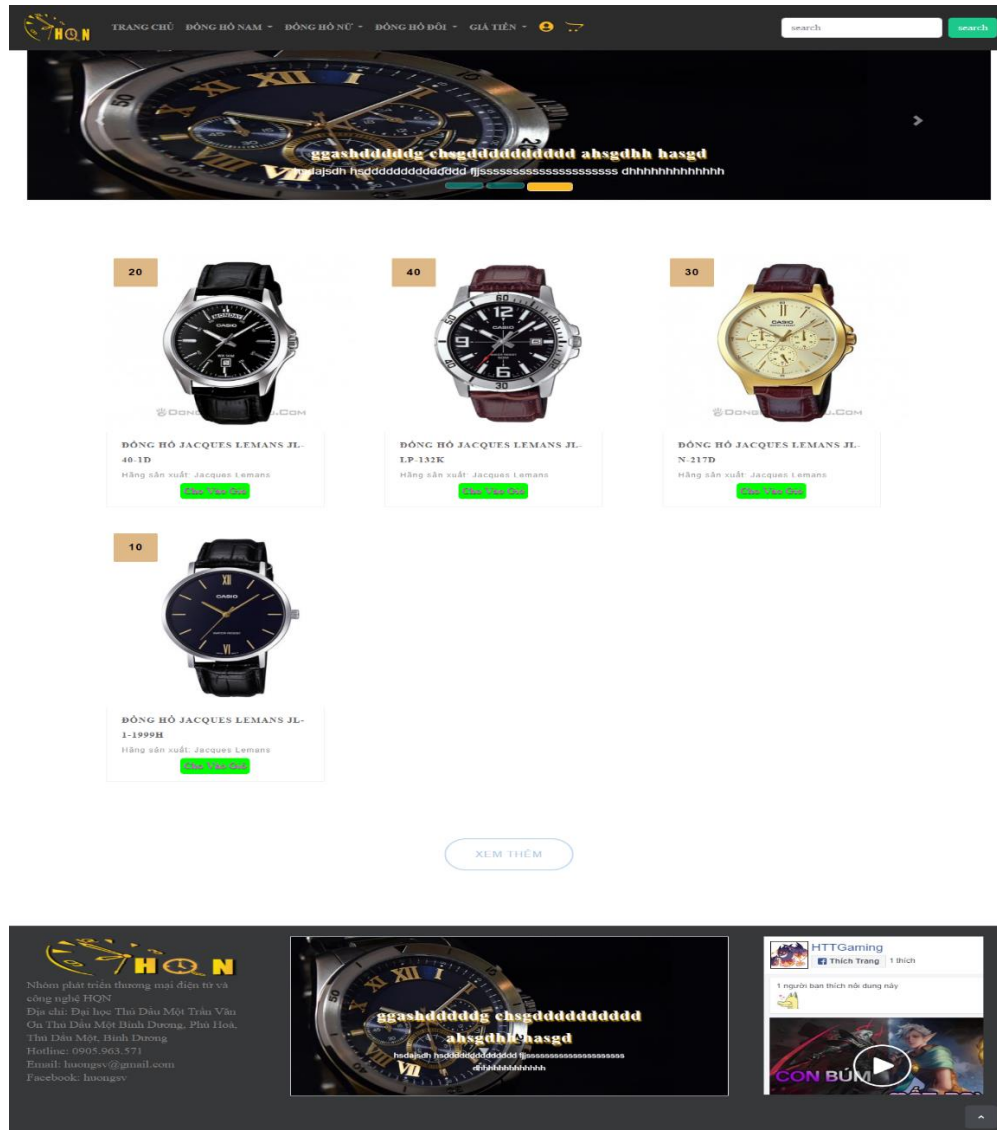 HQN
TRANG CHỦ ĐỒNG HỒ NAM ĐỒNG HỒ NỮ ĐỒNG HỒ ĐÔI GIÁ TIỀN search search
ggashdddddg chsgdddddddddd ahsgdhh hasgd
20 40 30
ĐỒNG HỒ JACQUES LEMANS JL-
40-1D
Hãng sản xuất: Jacques Lemans
Cho Vào Giỏ
ĐỒNG HỒ JACQUES LEMANS JL-
LP-132K
Hãng sản xuất: Jacques Lemans
Cho Vào Giỏ
ĐỒNG HỒ JACQUES LEMANS JL-
N-217D
Hãng sản xuất: Jacques Lemans
Cho Vào Giỏ
10
ĐỒNG HỒ JACQUES LEMANS JL-
1-1999H
Hãng sản xuất: Jacques Lemans
Cho Vào Giỏ
XEM THÊM
HQN
Nhóm phát triển thương mại điện tử và
công nghệ HQN
Địa chỉ: Đại học Thủ Dầu Một Trần Văn
Ơn Thủ Dầu Một Bình Dương, Phú Hoà,
Thủ Dầu Một, Bình Dương
Hotline: 0905.963.571
Email: huongsv@gmail.com
Facebook: huongsv
ggashdddddg chsgdddddddddd
ahsgdhh hasgd
HTTGaming
Thích Trang 1 thích
1 người bạn thích nội dung này
CON BÚM